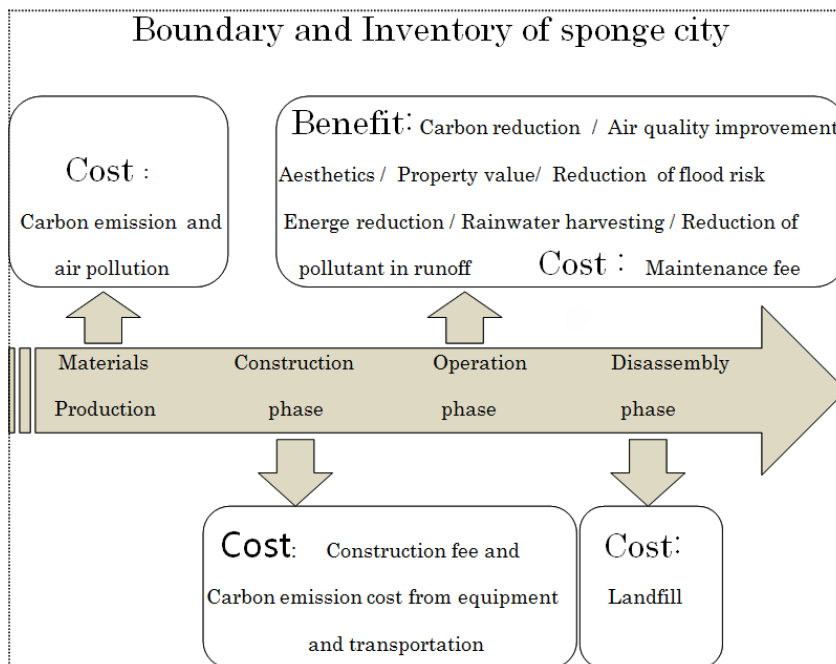 Boundary and Inventory of sponge city
Cost :
Carbon emission and
air pollution
Benefit: Carbon reduction / Air quality improvement
Aesthetics / Property value/ Reduction of flood risk
Energe reduction / Rainwater harvesting / Reduction of
pollutant in runoff Cost : Maintenance fee
Materials
Production
Construction
phase
Operation
phase
Disassembly
phase
Cost: Construction fee and
Carbon emission cost from equipment
and transportation
Cost:
Landfill